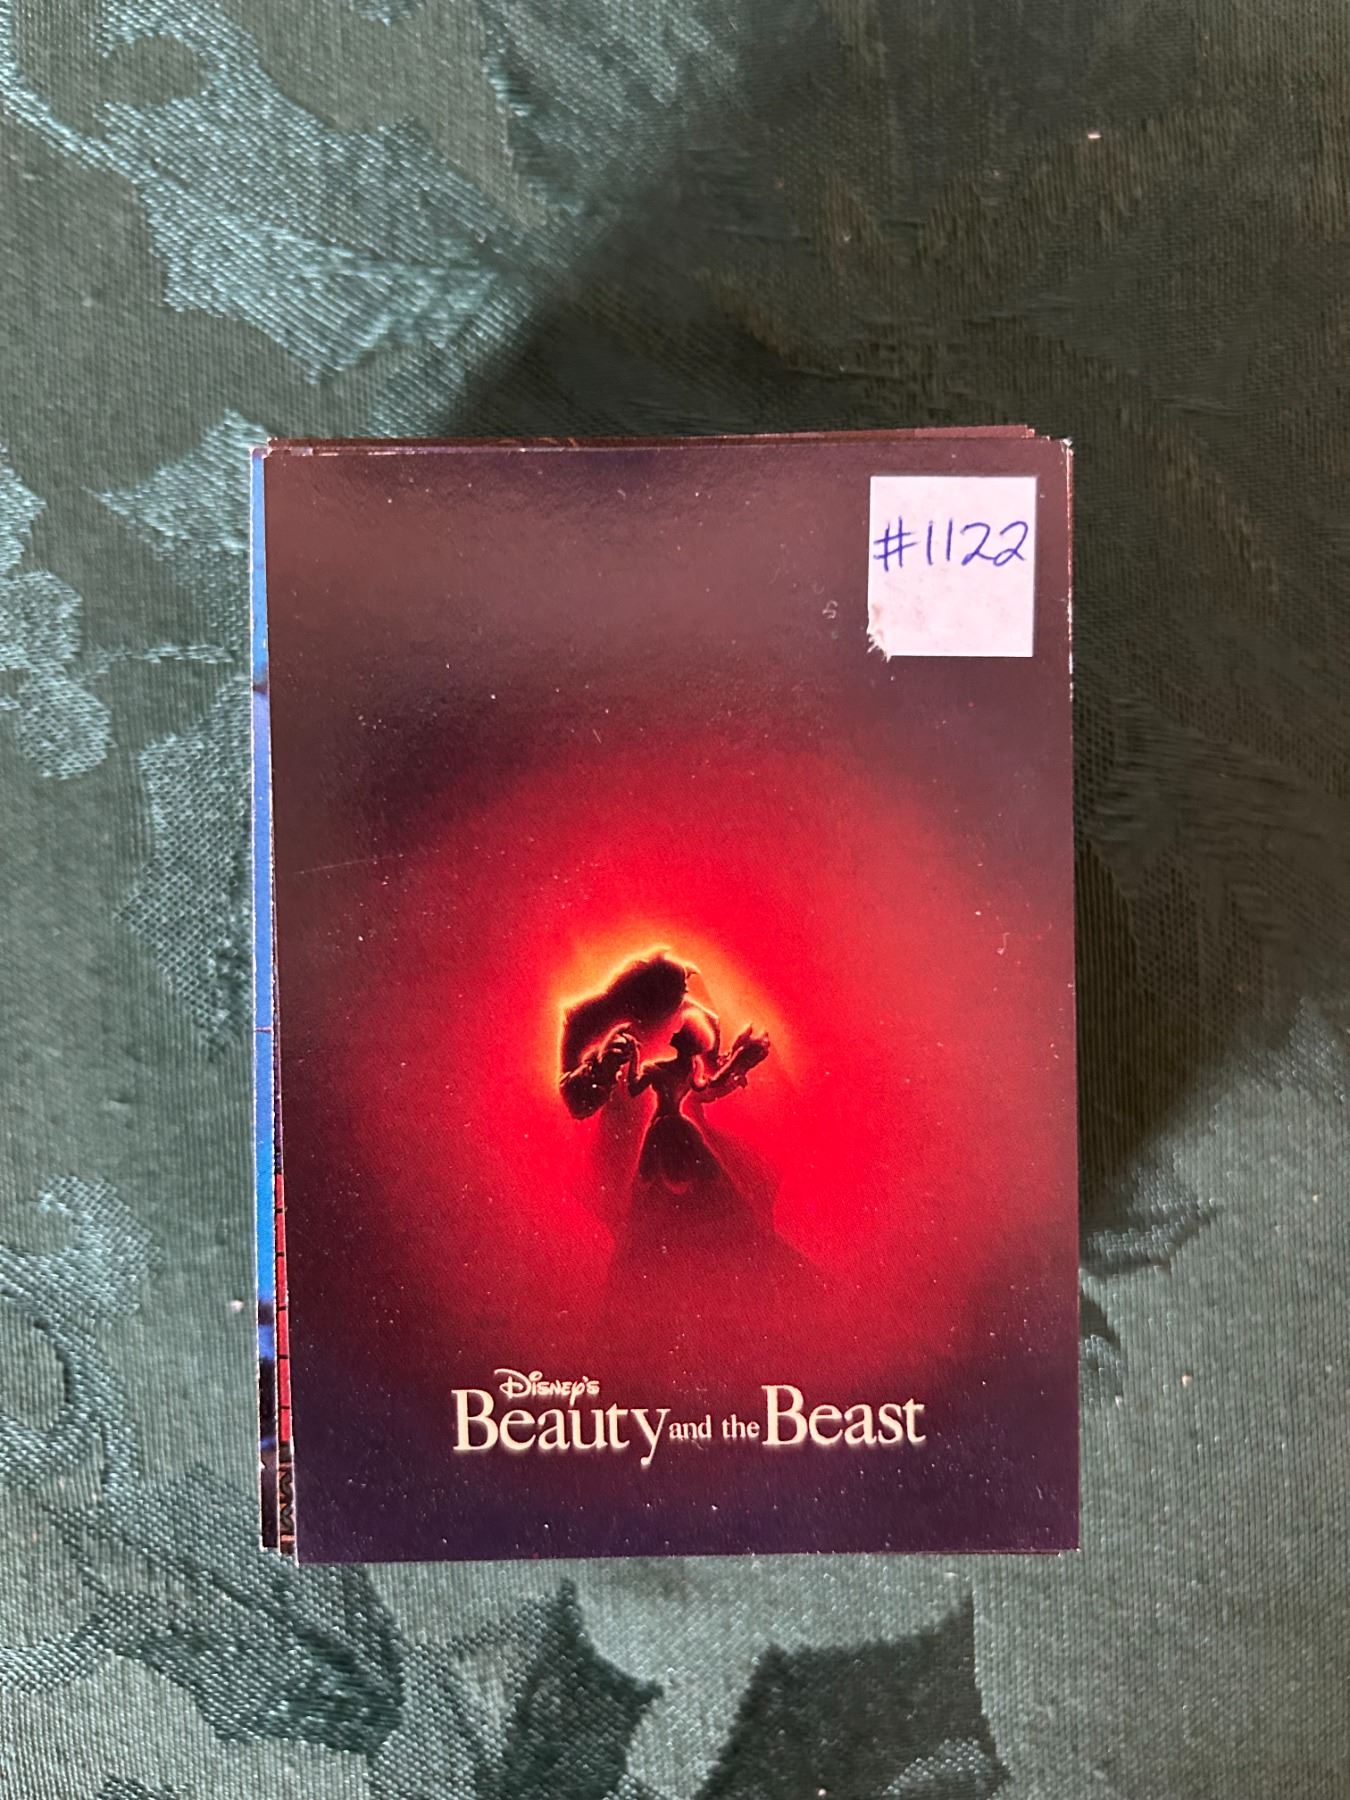 #1122
Disney's
Beauty and the Beast